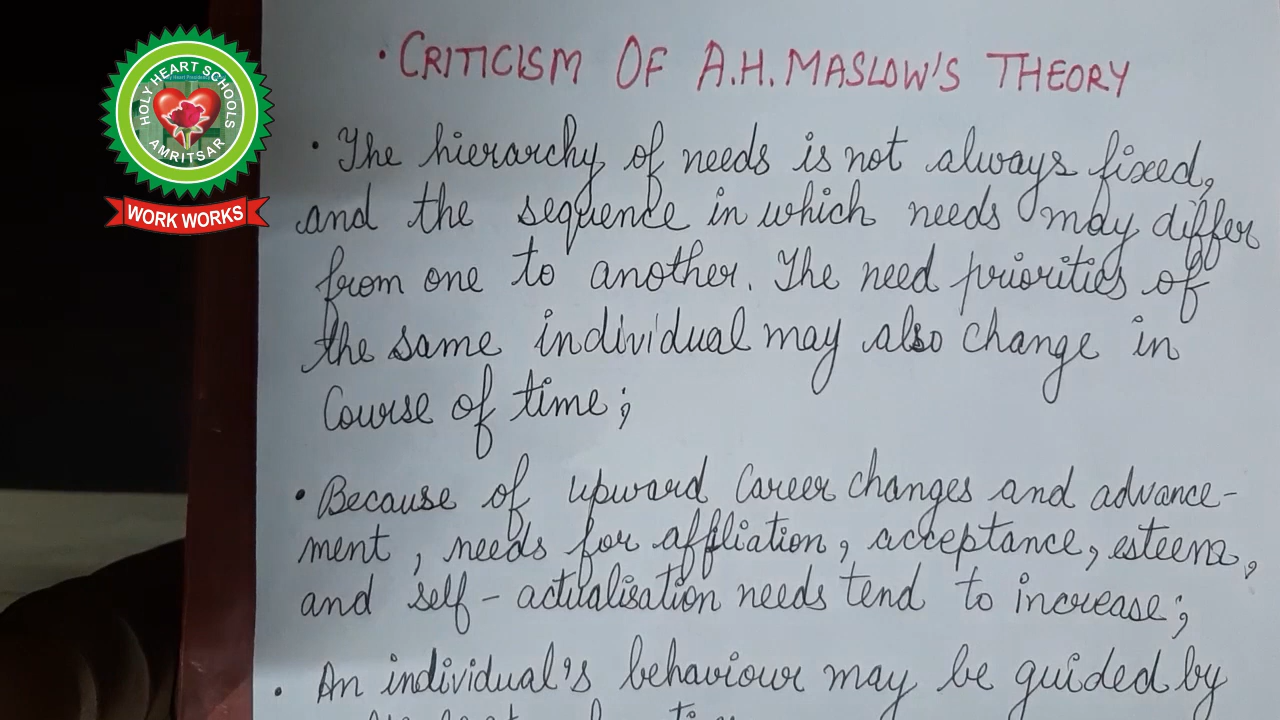 HOLY HEART SCHOOLS
AMRITSAR
WORK WORKS
• CRITICISM OF A.H. MASLOW'S THEORY
• The hierarchy of needs is not always fixed,
and the sequence in which needs may differ
from one to another. The need priorities of
the same individual may also change in
Course of time;
• Because of upward Career changes and advance-
ment, needs for affliation, acceptance, esteem,
and self-actualisation needs tend to increase;
• An individual's behaviour may be guided by